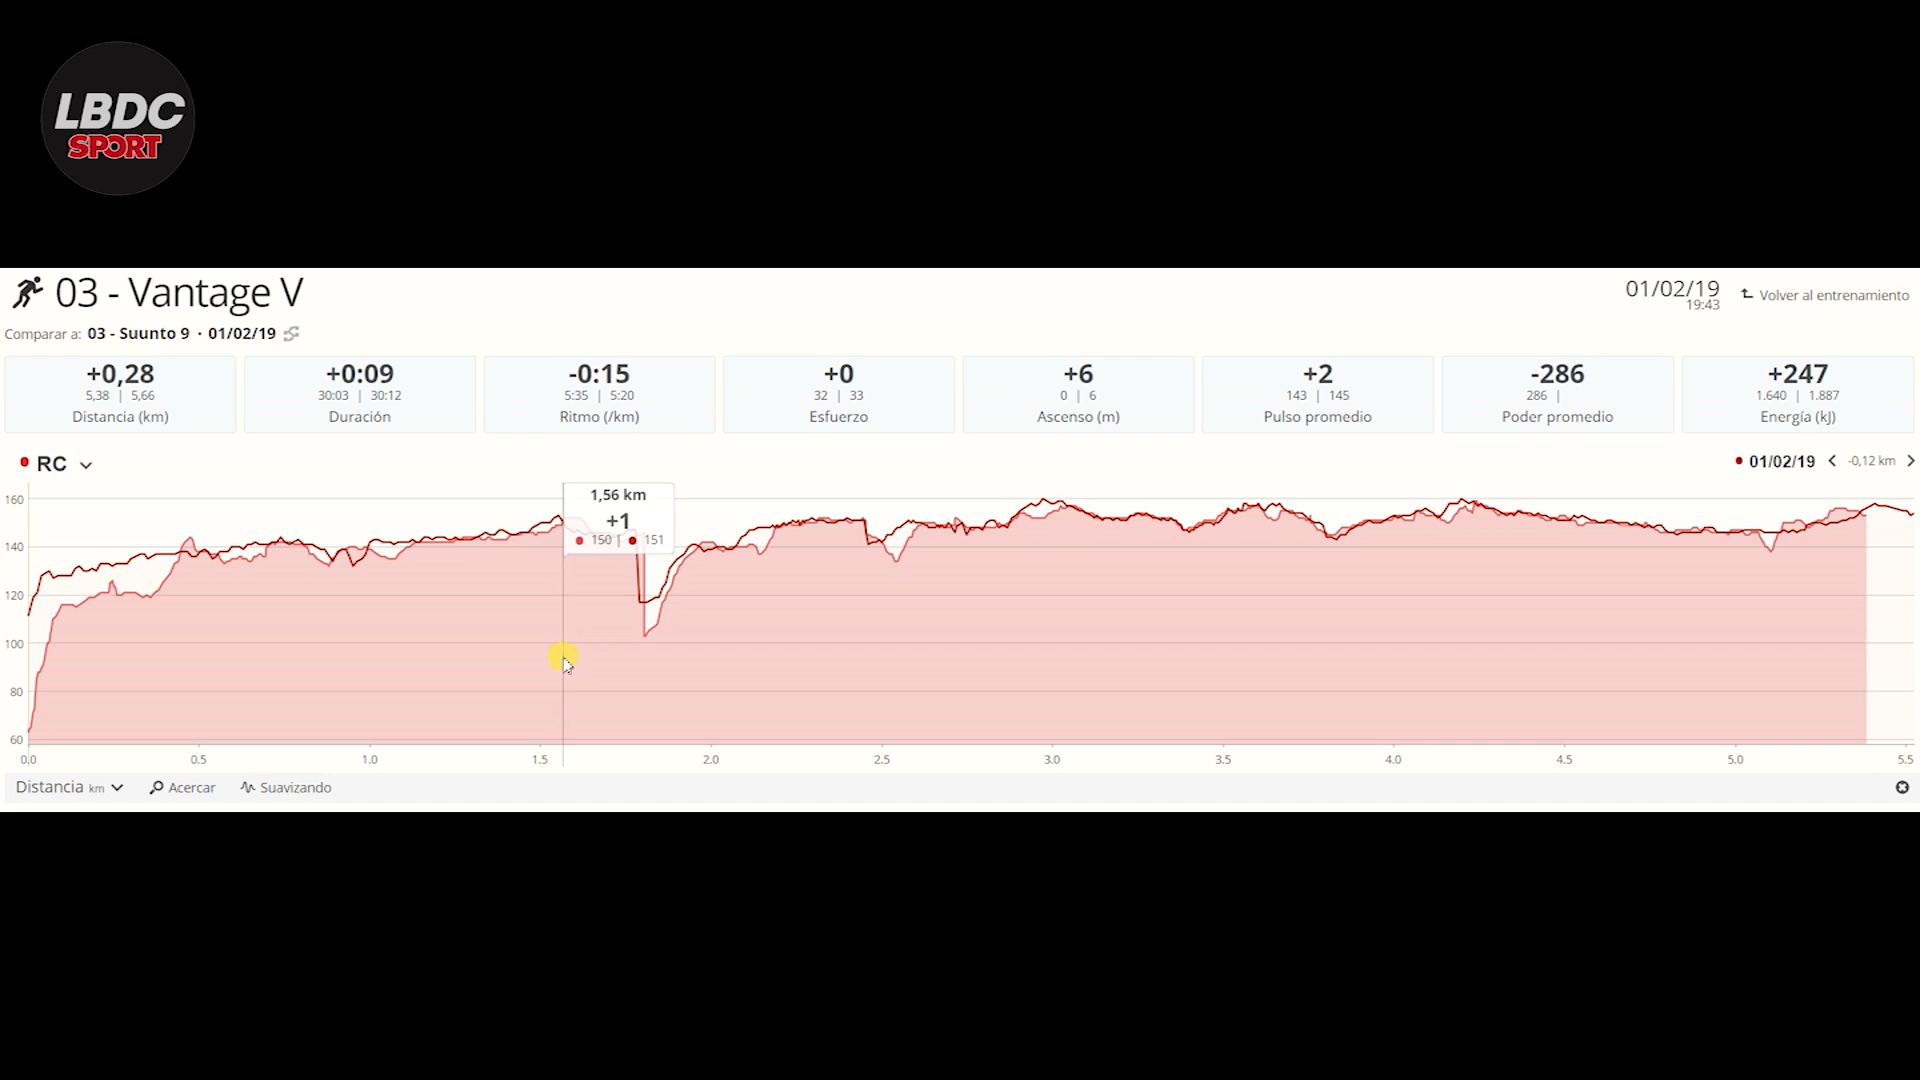 LBDC
SPORT
03 - Vantage V
01/02/19
19:43
Volver al entrenamiento
Comparar a: 03 - Suunto 9 · 01/02/19
+0,28
5,38 | 5,66
Distancia (km)
+0:09
30:03 | 30:12
Duración
-0:15
5:35 | 5:20
Ritmo (/km)
+0
32 | 33
Esfuerzo
+6
0 | 6
Ascenso (m)
+2
143 | 145
Pulso promedio
-286
286 |
Poder promedio
+247
1.640 | 1.887
Energía (kJ)
RC
01/02/19 -0,12 km
1,56 km
+1
150 | 151
160
140
120
100
80
60
0.0 0.5 1.0 1.5 2.0 2.5 3.0 3.5 4.0 4.5 5.0 5.5
Distancia km Acercar Suavizando